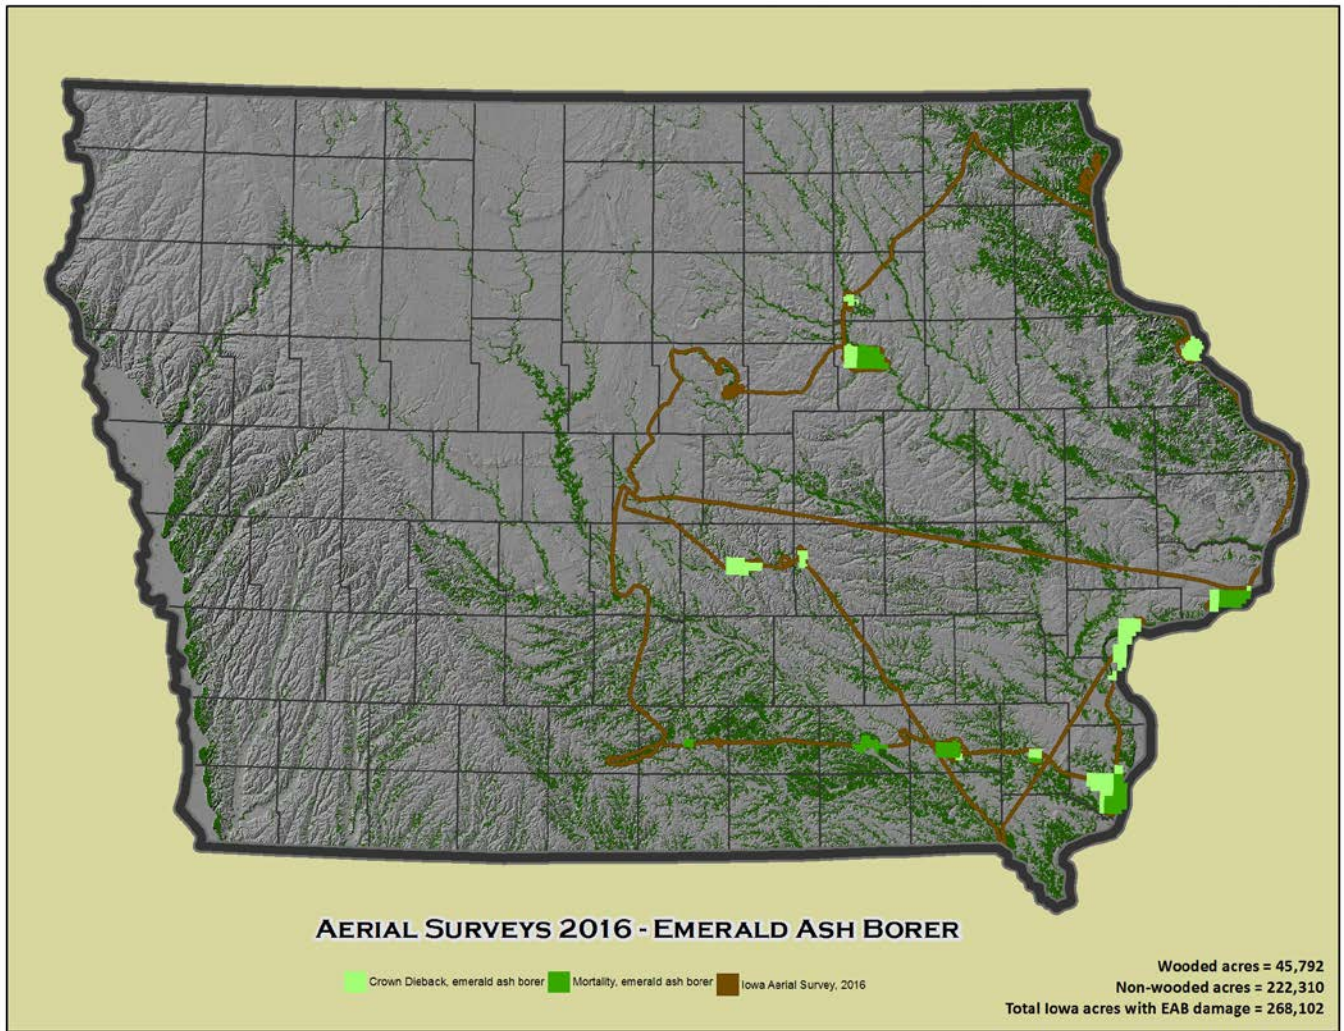 AERIAL SURVEYS 2016 - EMERALD ASH BORER
Crown Dieback, emerald ash borer Mortality, emerald ash borer Iowa Aerial Survey, 2016
Wooded acres = 45,792
Non-wooded acres = 222,310
Total Iowa acres with EAB damage = 268,102